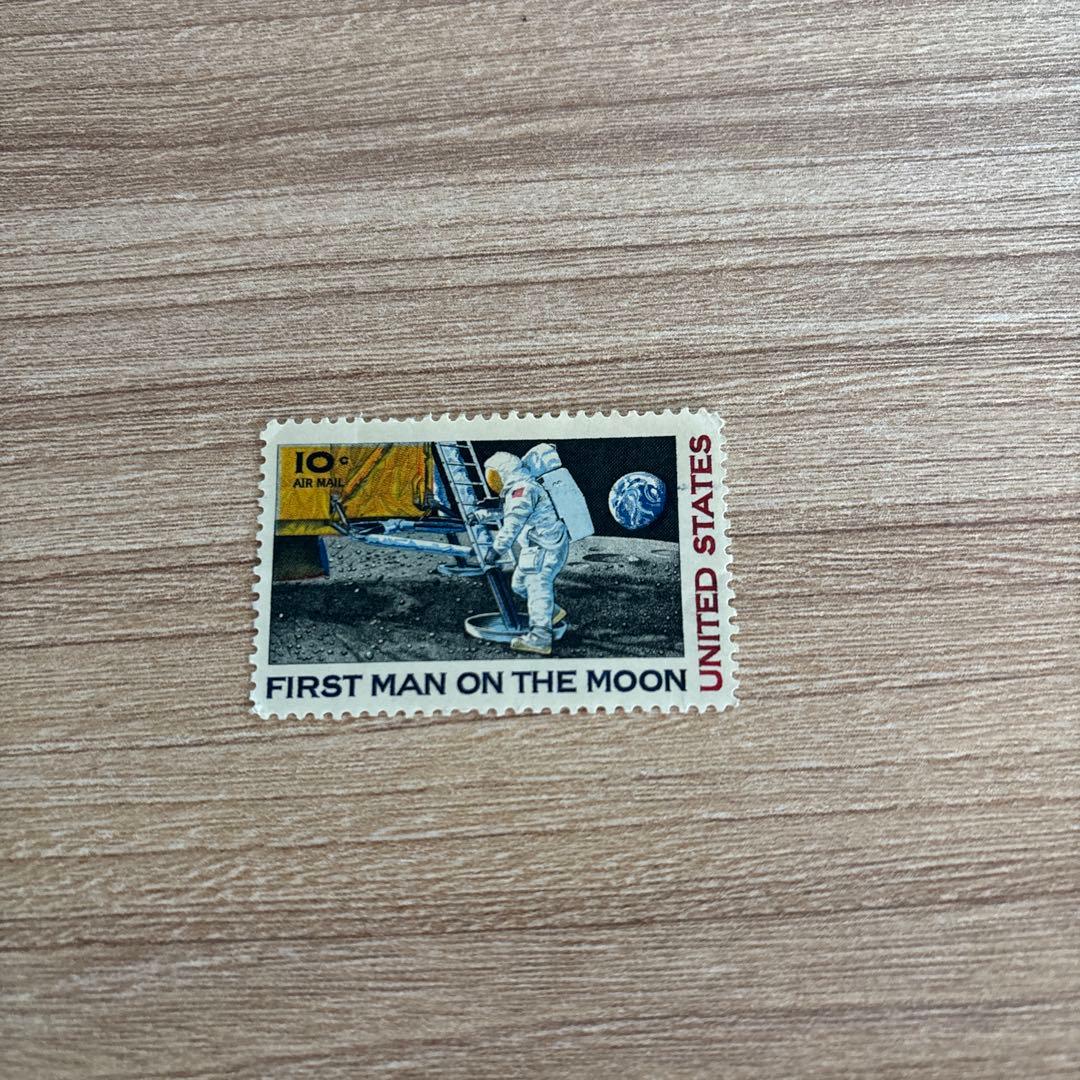 10c
AIR MAIL
FIRST MAN ON THE MOON
UNITED STATES